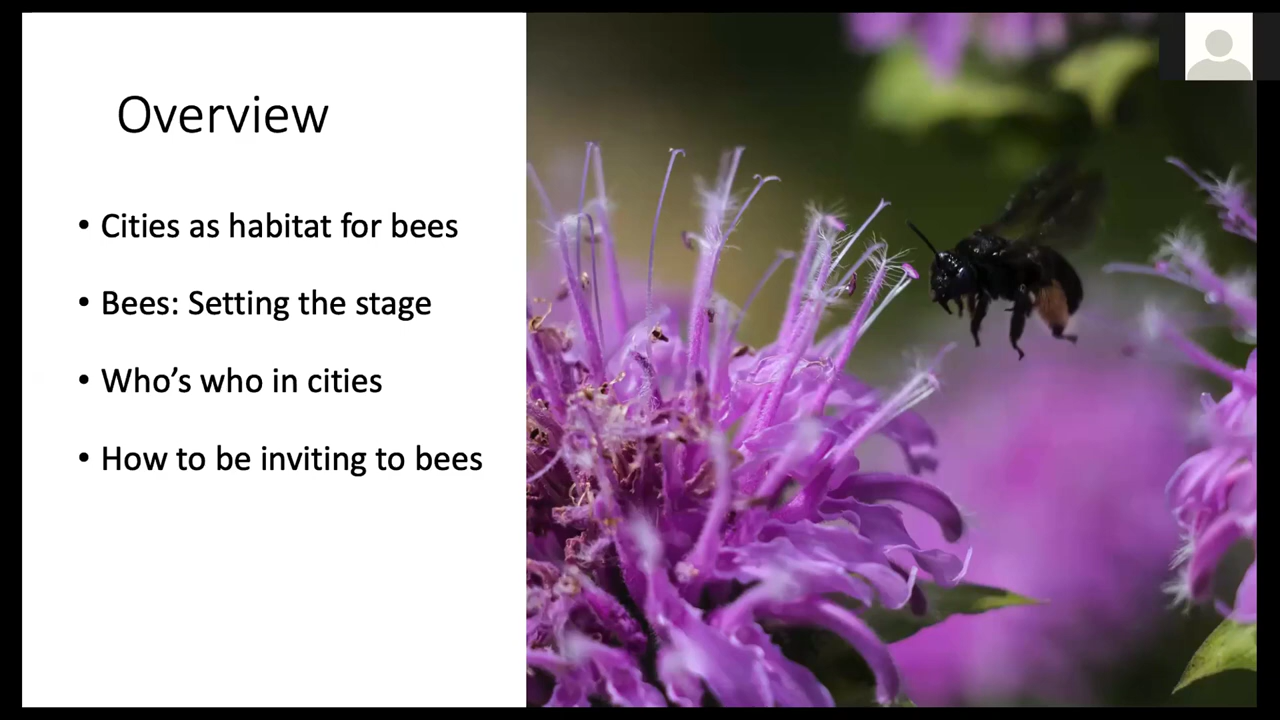 Overview
• Cities as habitat for bees
• Bees: Setting the stage
• Who’s who in cities
• How to be inviting to bees